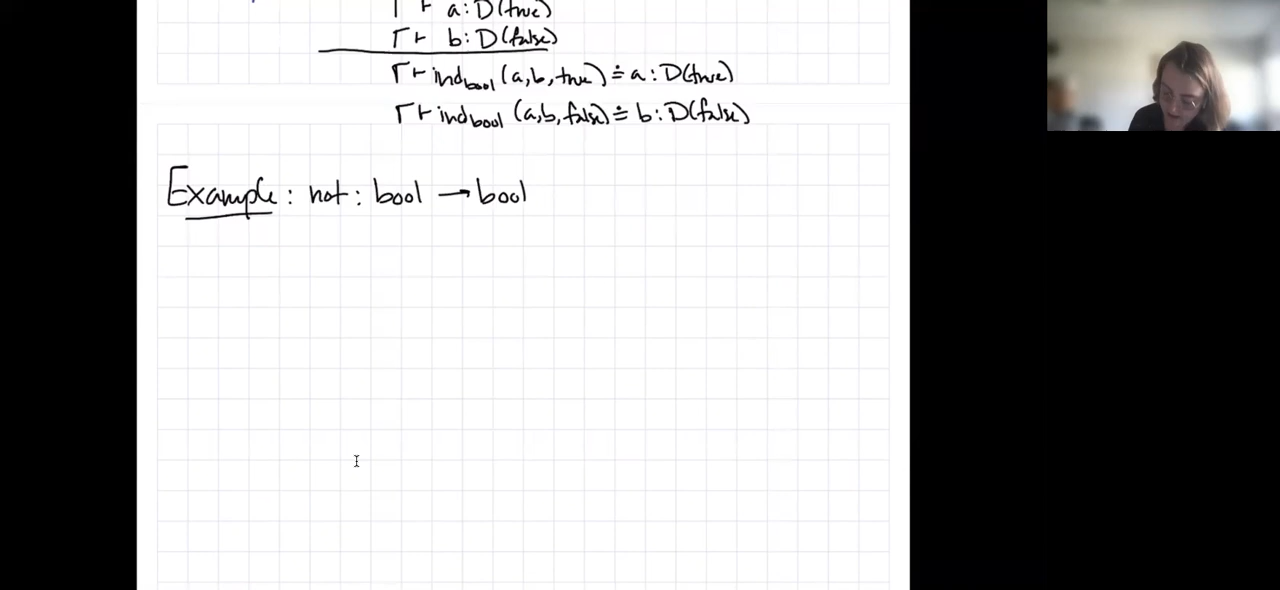 Γ ⊢ a : D(true)
Γ ⊢ b : D(false)
Γ ⊢ ind_bool (a, b, true) ≐ a : D(true)
Γ ⊢ ind_bool (a, b, false) ≐ b : D(false)
Example : not : bool → bool